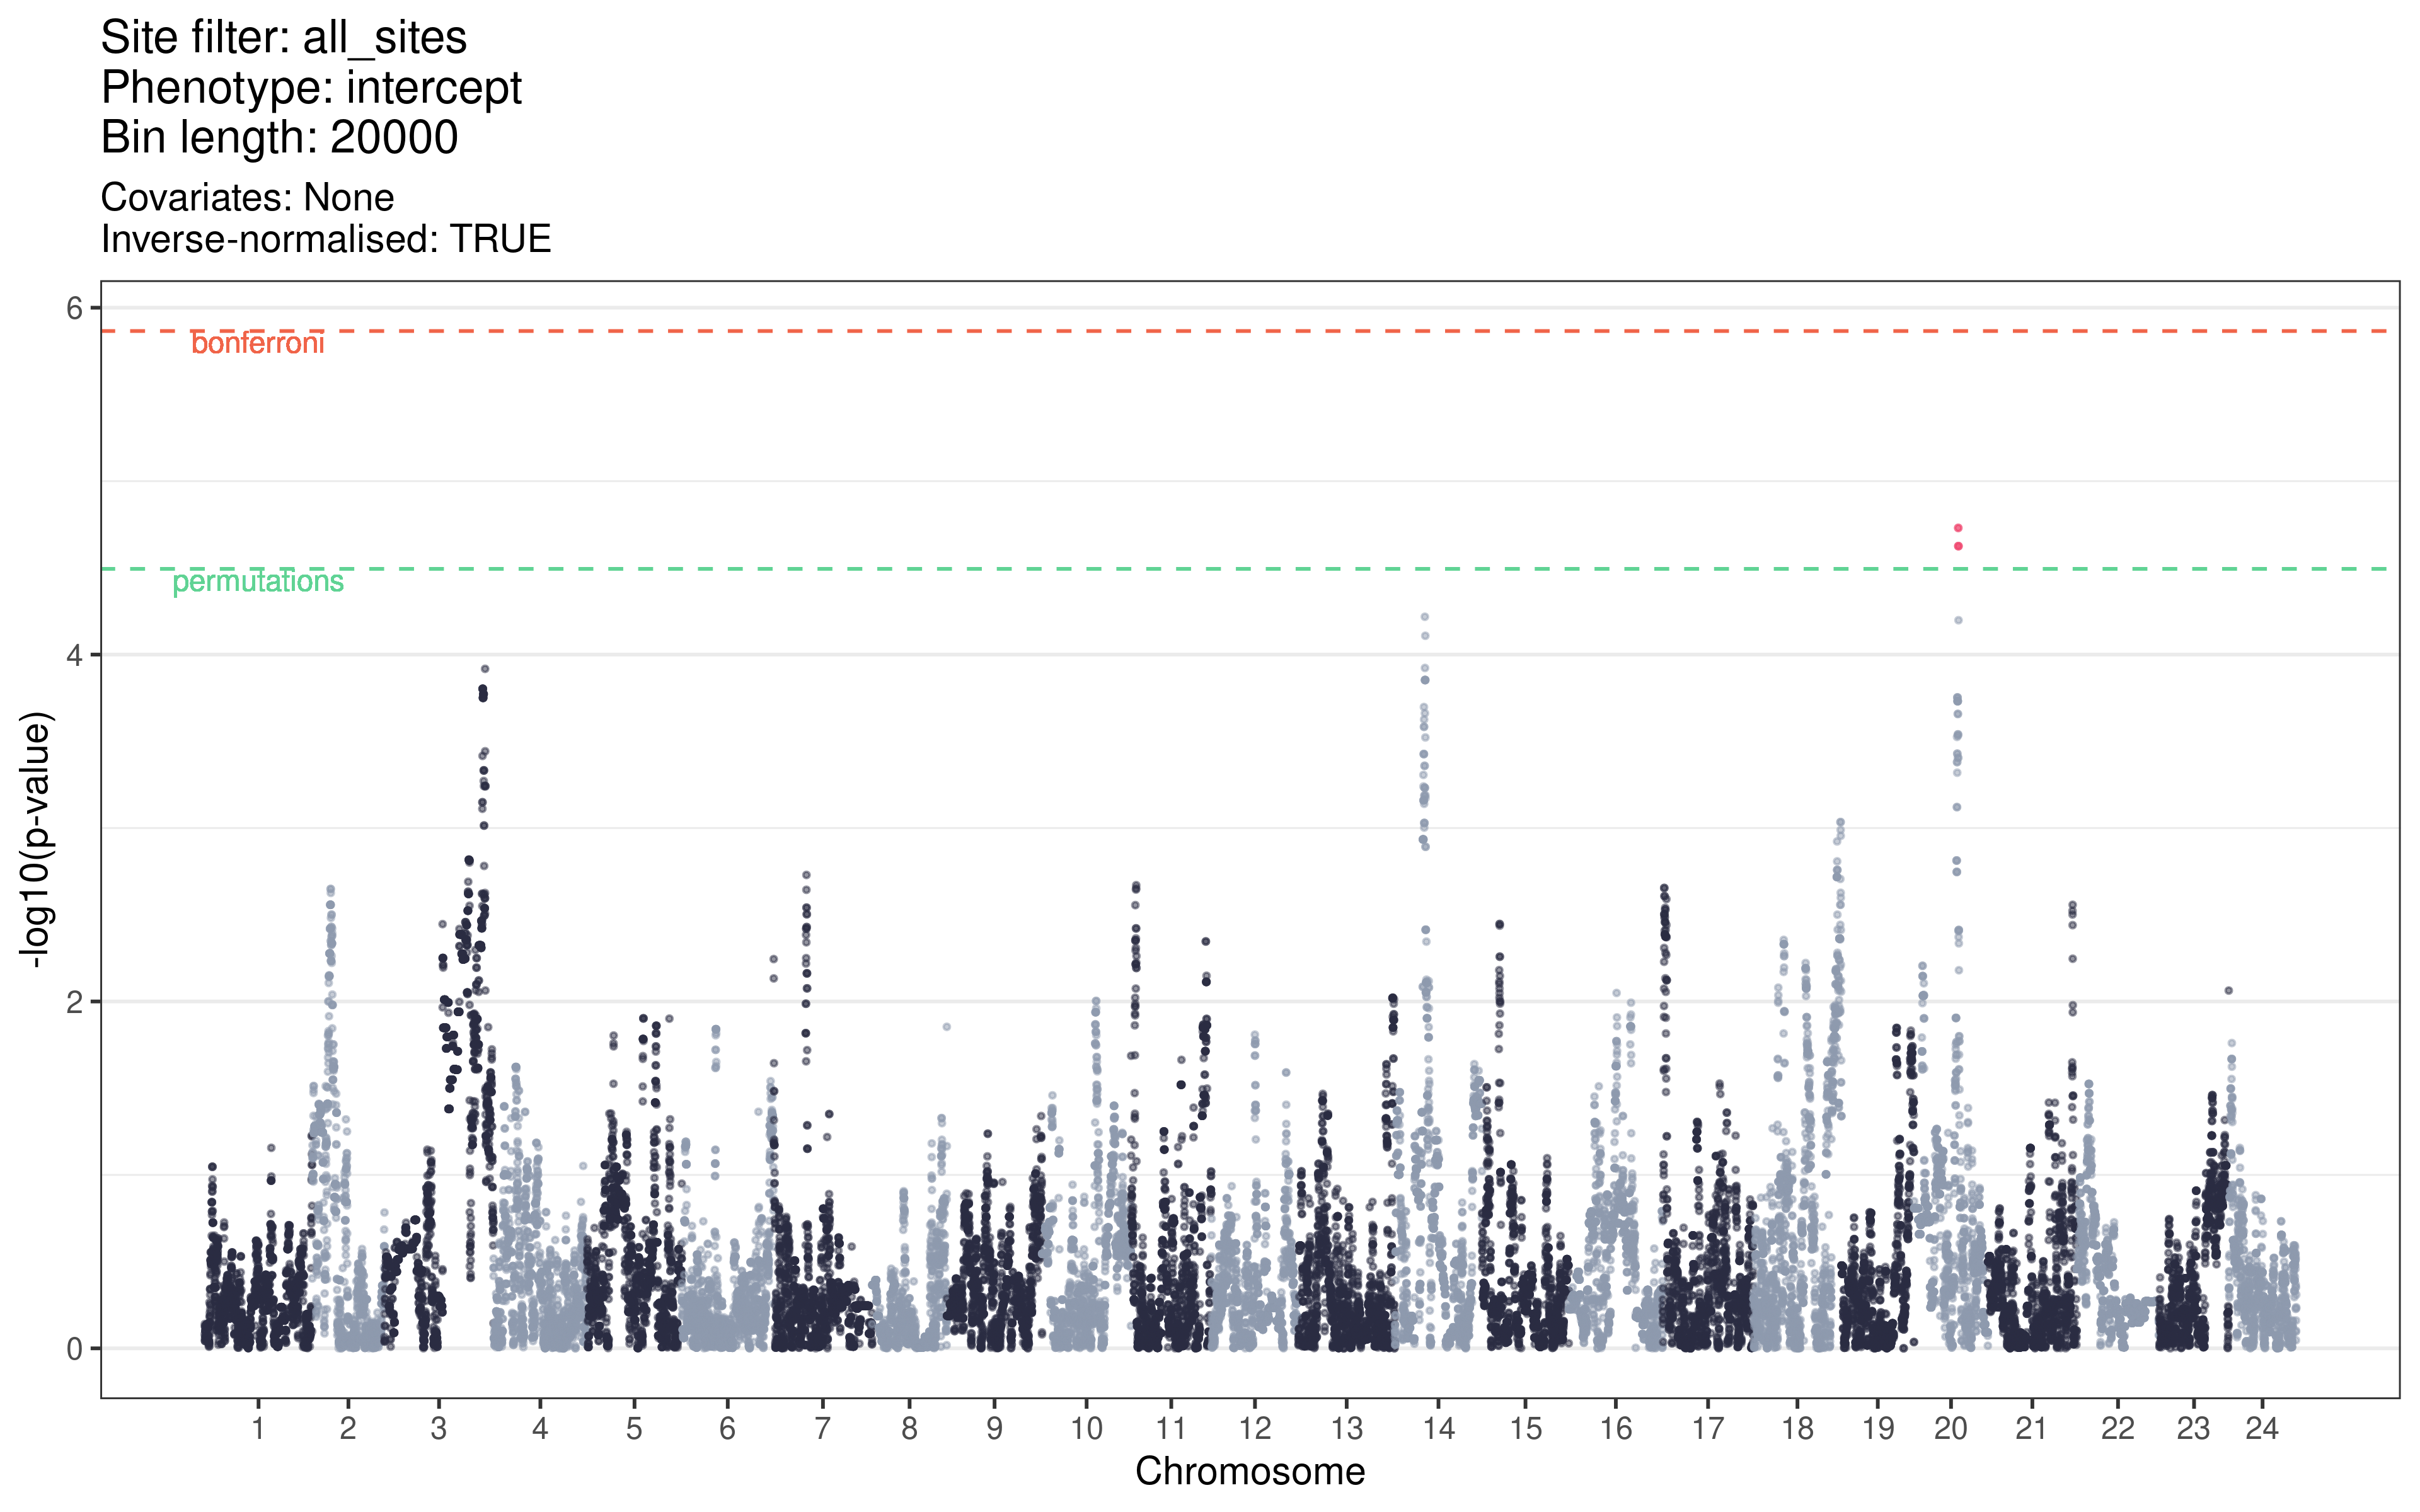 Site filter: all_sites
Phenotype: intercept
Bin length: 20000
Covariates: None
Inverse-normalised: TRUE
6
bonferroni
permutations
4
2
0
-log10(p-value)
1 2 3 4 5 6 7 8 9 10 11 12 13 14 15 16 17 18 19 20 21 22 23 24
Chromosome